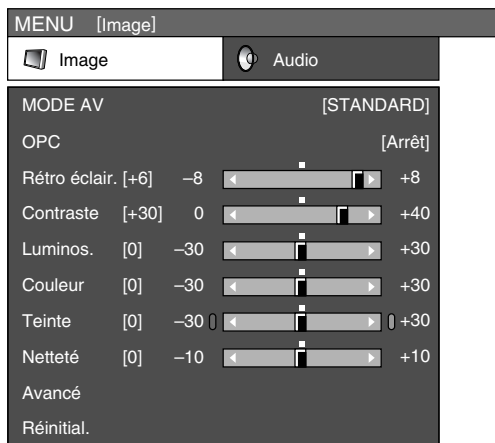 MENU [Image]
Image Audio
MODE AV [STANDARD]
OPC [Arrêt]
Rétro éclair. [+6] –8 +8
Contraste [+30] 0 +40
Luminos. [0] –30 +30
Couleur [0] –30 +30
Teinte [0] –30 +30
Netteté [0] –10 +10
Avancé
Réinitial.